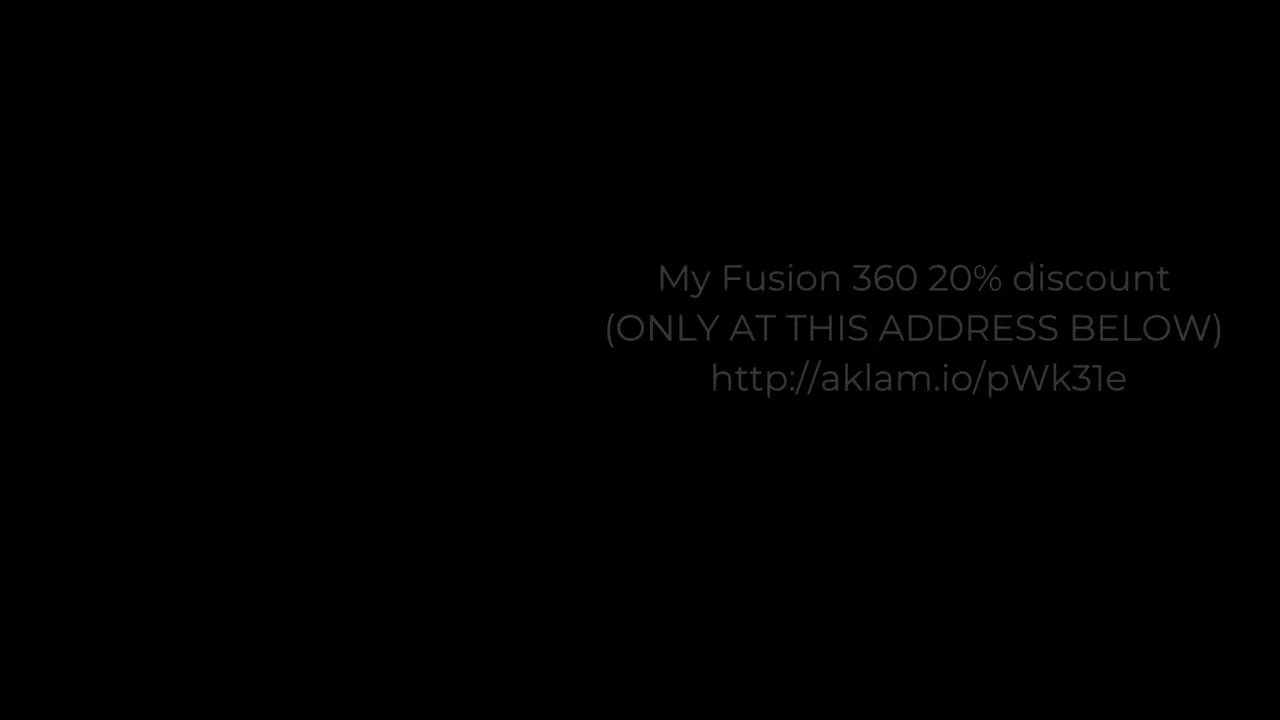 My Fusion 360 20% discount
(ONLY AT THIS ADDRESS BELOW)
http://aklam.io/pWk31e